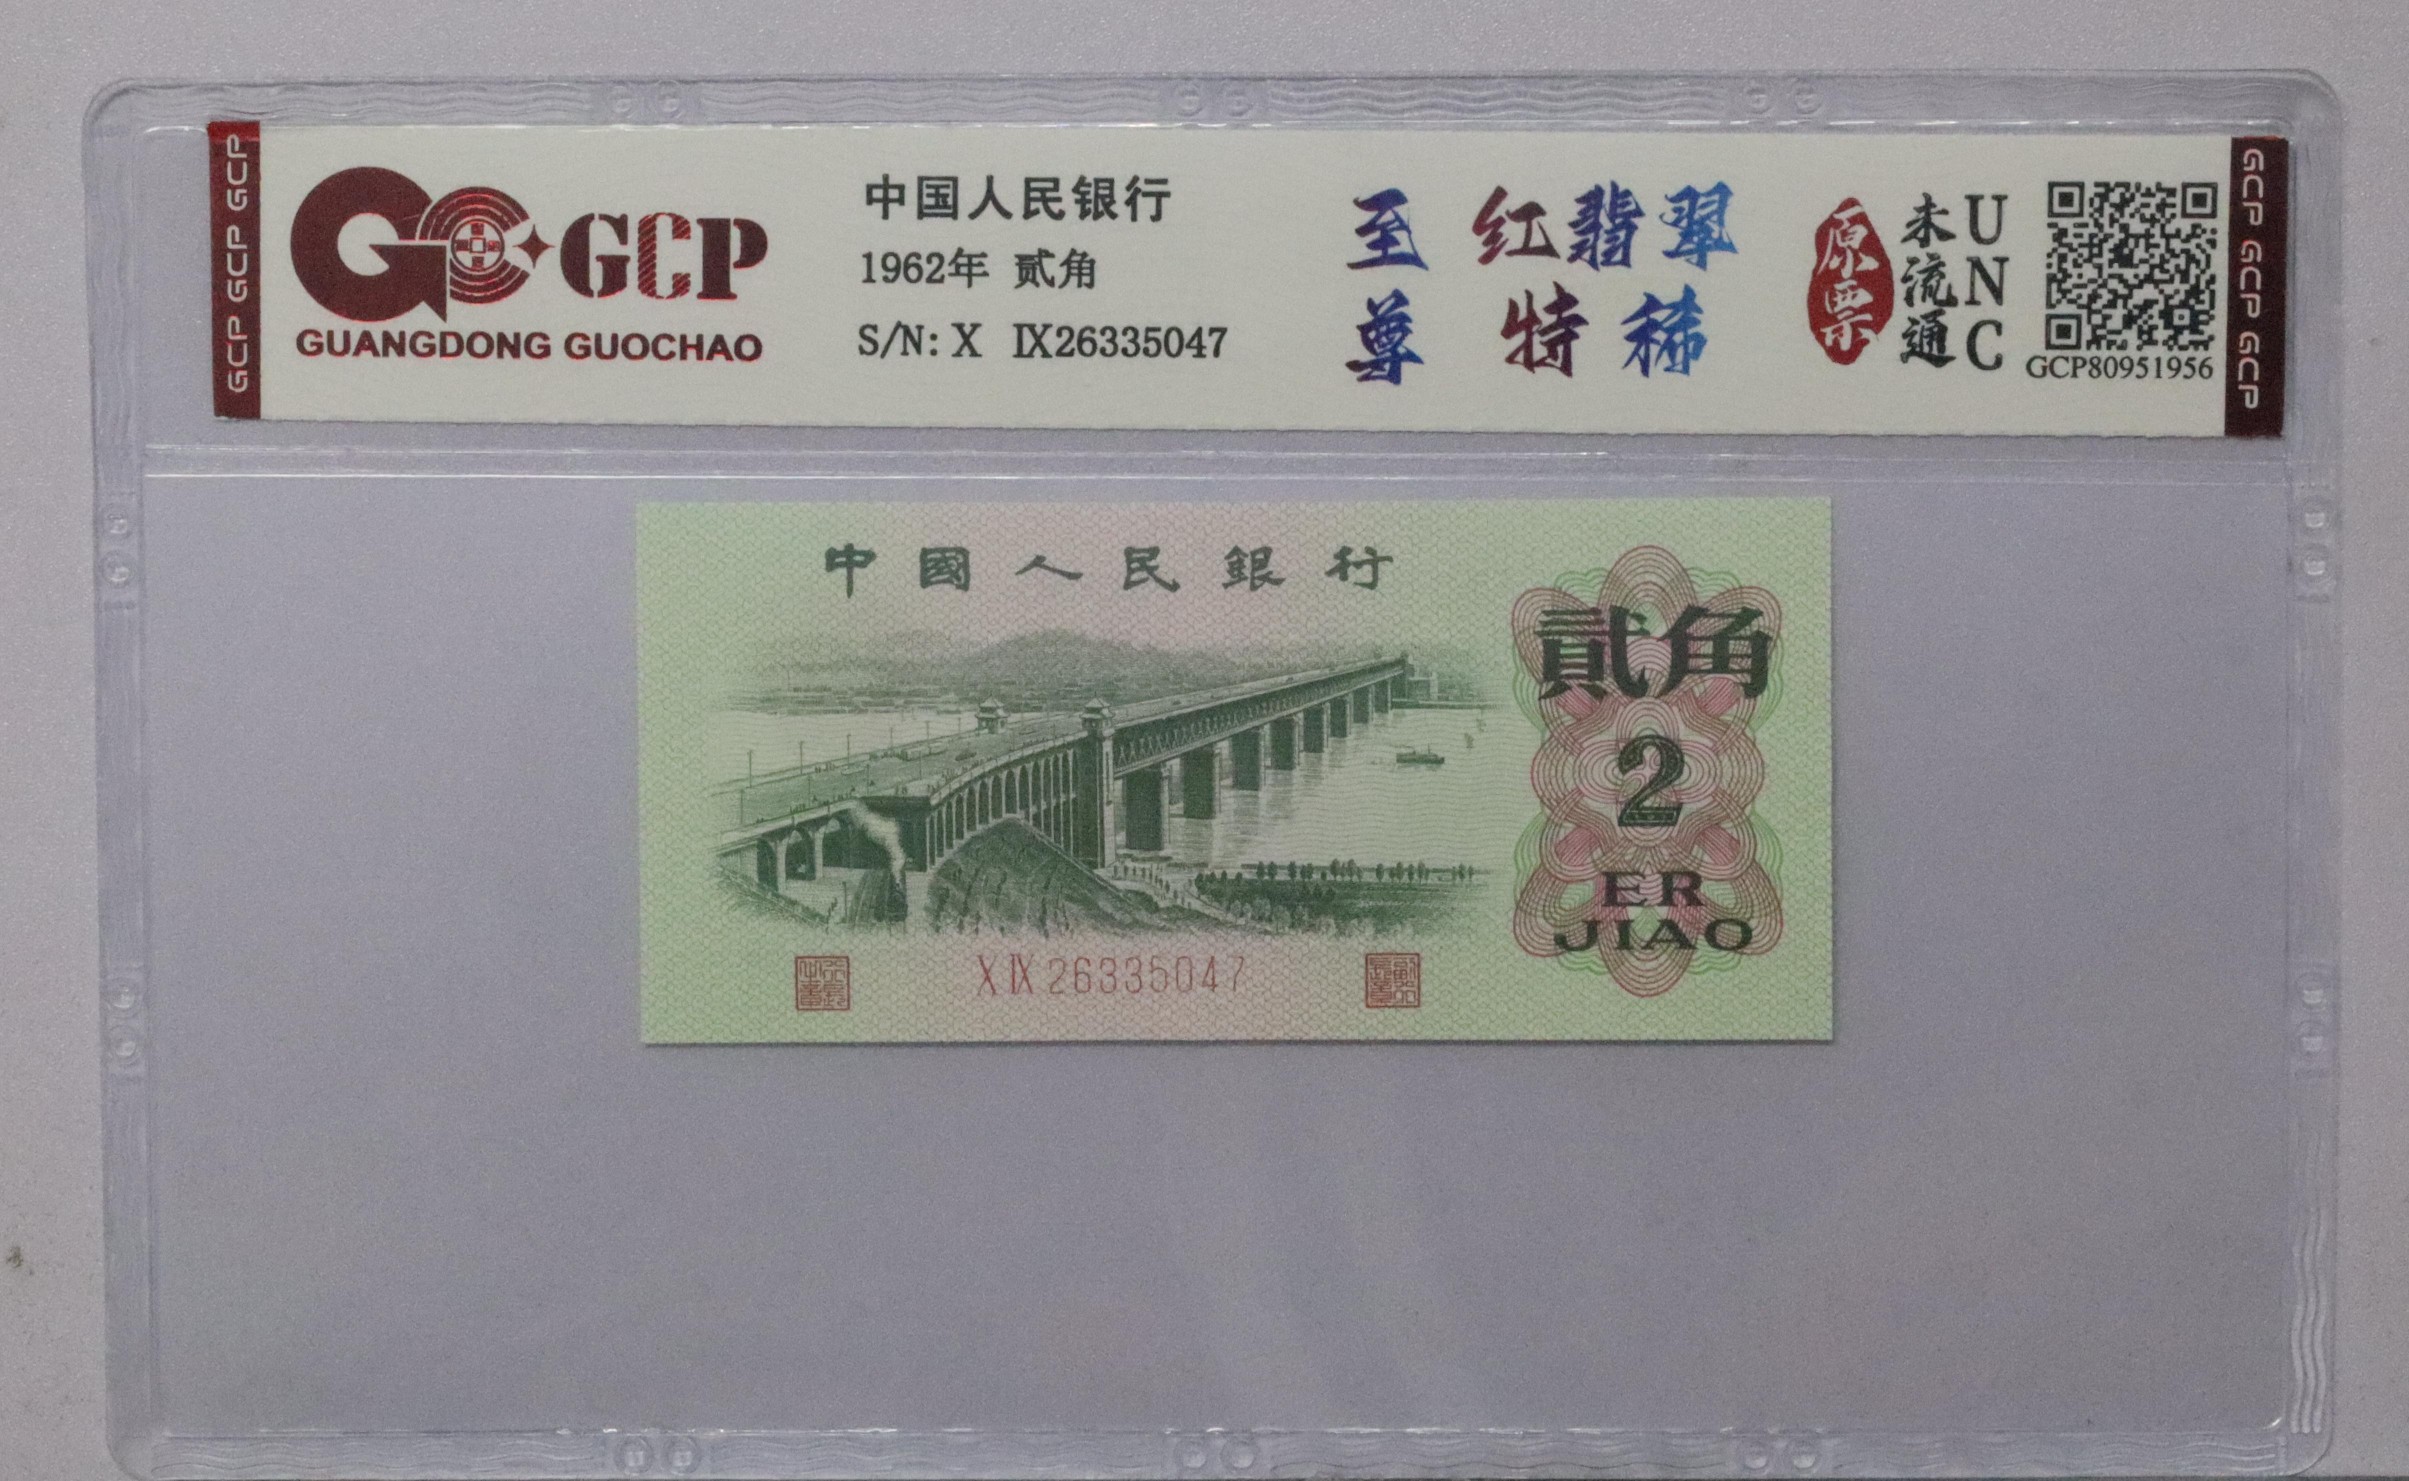 GCP GCP GCP
GCP
GUANGDONG GUOCHAO
中国人民银行
1962年 贰角
S/N: X IX26335047
至尊
红翡翠
特稀
原票
未流通
UNC
GCP80951956
GCP GCP GCP
中國人民銀行
貳角
2
ER
JIAO
X IX 26335047